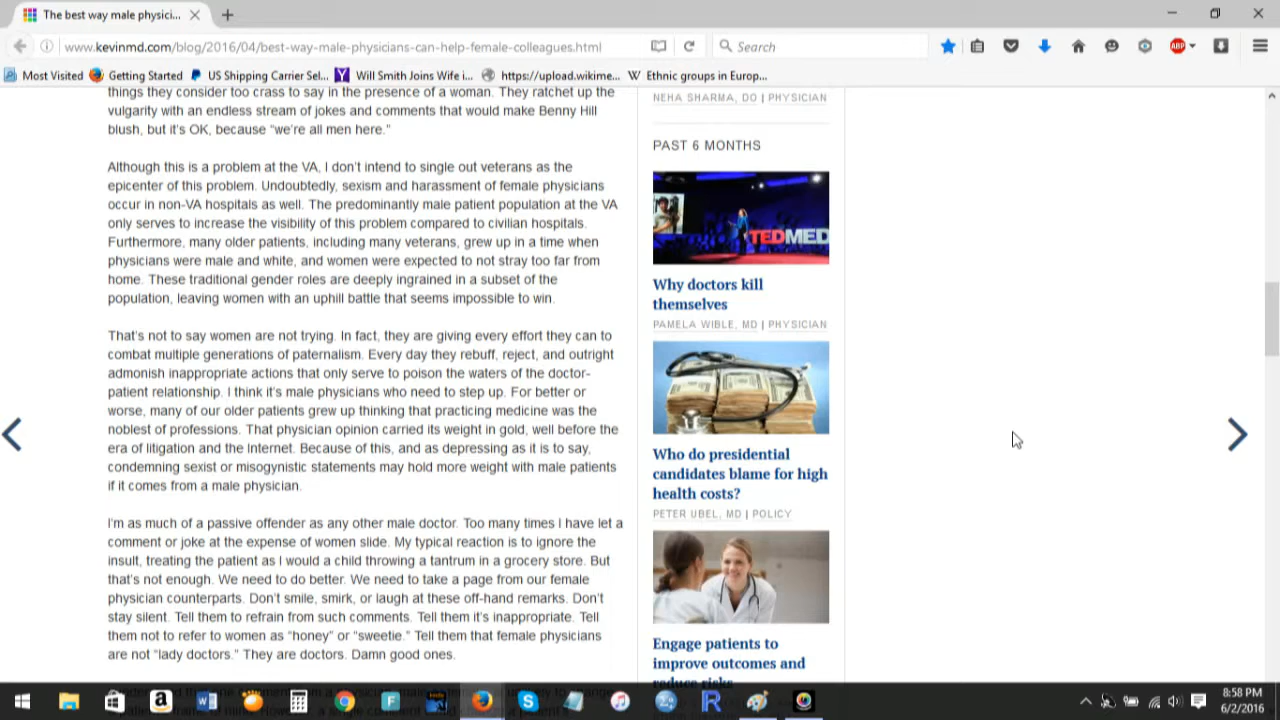 The best way male physici...
www.kevinmd.com/blog/2016/04/best-way-male-physicians-can-help-female-colleagues.html
Search
ABP
Most Visited
Getting Started
US Shipping Carrier Sel...
Will Smith Joins Wife i...
https://upload.wikime...
Ethnic groups in Europ...
things they consider too crass to say in the presence of a woman. They ratchet up the
vulgarity with an endless stream of jokes and comments that would make Benny Hill
blush, but it's OK, because “we're all men here.”
Although this is a problem at the VA, I don't intend to single out veterans as the
epicenter of this problem. Undoubtedly, sexism and harassment of female physicians
occur in non-VA hospitals as well. The predominantly male patient population at the VA
only serves to increase the visibility of this problem compared to civilian hospitals.
Furthermore, many older patients, including many veterans, grew up in a time when
physicians were male and white, and women were expected to not stray too far from
home. These traditional gender roles are deeply ingrained in a subset of the
population, leaving women with an uphill battle that seems impossible to win.
That's not to say women are not trying. In fact, they are giving every effort they can to
combat multiple generations of paternalism. Every day they rebuff, reject, and outright
admonish inappropriate actions that only serve to poison the waters of the doctor-
patient relationship. I think it's male physicians who need to step up. For better or
worse, many of our older patients grew up thinking that practicing medicine was the
noblest of professions. That physician opinion carried its weight in gold, well before the
era of litigation and the Internet. Because of this, and as depressing as it is to say,
condemning sexist or misogynistic statements may hold more weight with male patients
if it comes from a male physician.
I'm as much of a passive offender as any other male doctor. Too many times I have let a
comment or joke at the expense of women slide. My typical reaction is to ignore the
insult, treating the patient as I would a child throwing a tantrum in a grocery store. But
that's not enough. We need to do better. We need to take a page from our female
physician counterparts. Don't smile, smirk, or laugh at these off-hand remarks. Don't
stay silent. Tell them to refrain from such comments. Tell them it's inappropriate. Tell
them not to refer to women as “honey” or “sweetie.” Tell them that female physicians
are not “lady doctors.” They are doctors. Damn good ones.
NEHA SHARMA, DO | PHYSICIAN
PAST 6 MONTHS
TEDMED
Why doctors kill
themselves
PAMELA WIBLE, MD | PHYSICIAN
Who do presidential
candidates blame for high
health costs?
PETER UBEL, MD | POLICY
Engage patients to
improve outcomes and
reduce risks
8:58 PM
6/2/2016